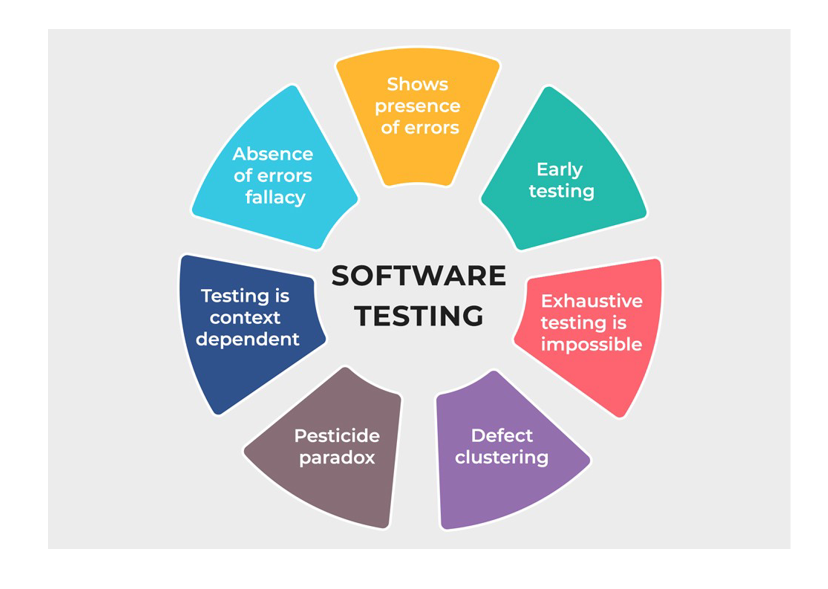 Shows
presence
of errors
Early
testing
Exhaustive
testing is
impossible
Defect
clustering
Pesticide
paradox
Testing is
context
dependent
Absence
of errors
fallacy
SOFTWARE
TESTING